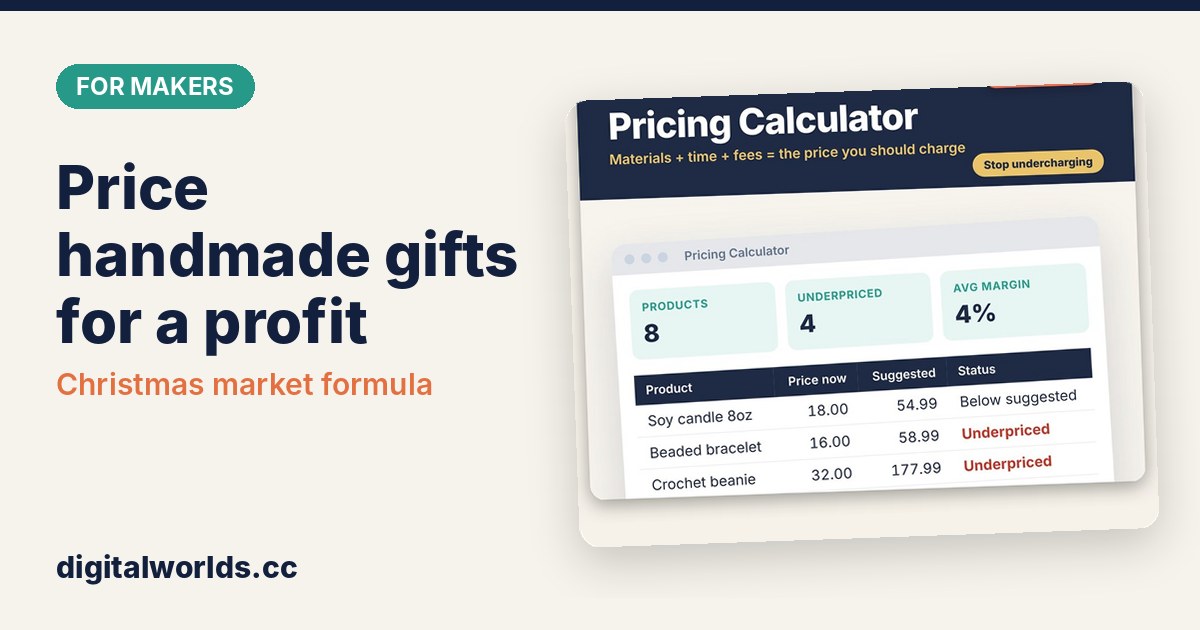 FOR MAKERS
Price
handmade gifts
for a profit
Christmas market formula
digitalworlds.cc
Pricing Calculator
Materials + time + fees = the price you should charge
Stop undercharging
Pricing Calculator
PRODUCTS UNDERPRICED AVG MARGIN
8 4 4%
Product Price now Suggested Status
Soy candle 8oz 18.00 54.99 Below suggested
Beaded bracelet 16.00 58.99 Underpriced
Crochet beanie 32.00 177.99 Underpriced